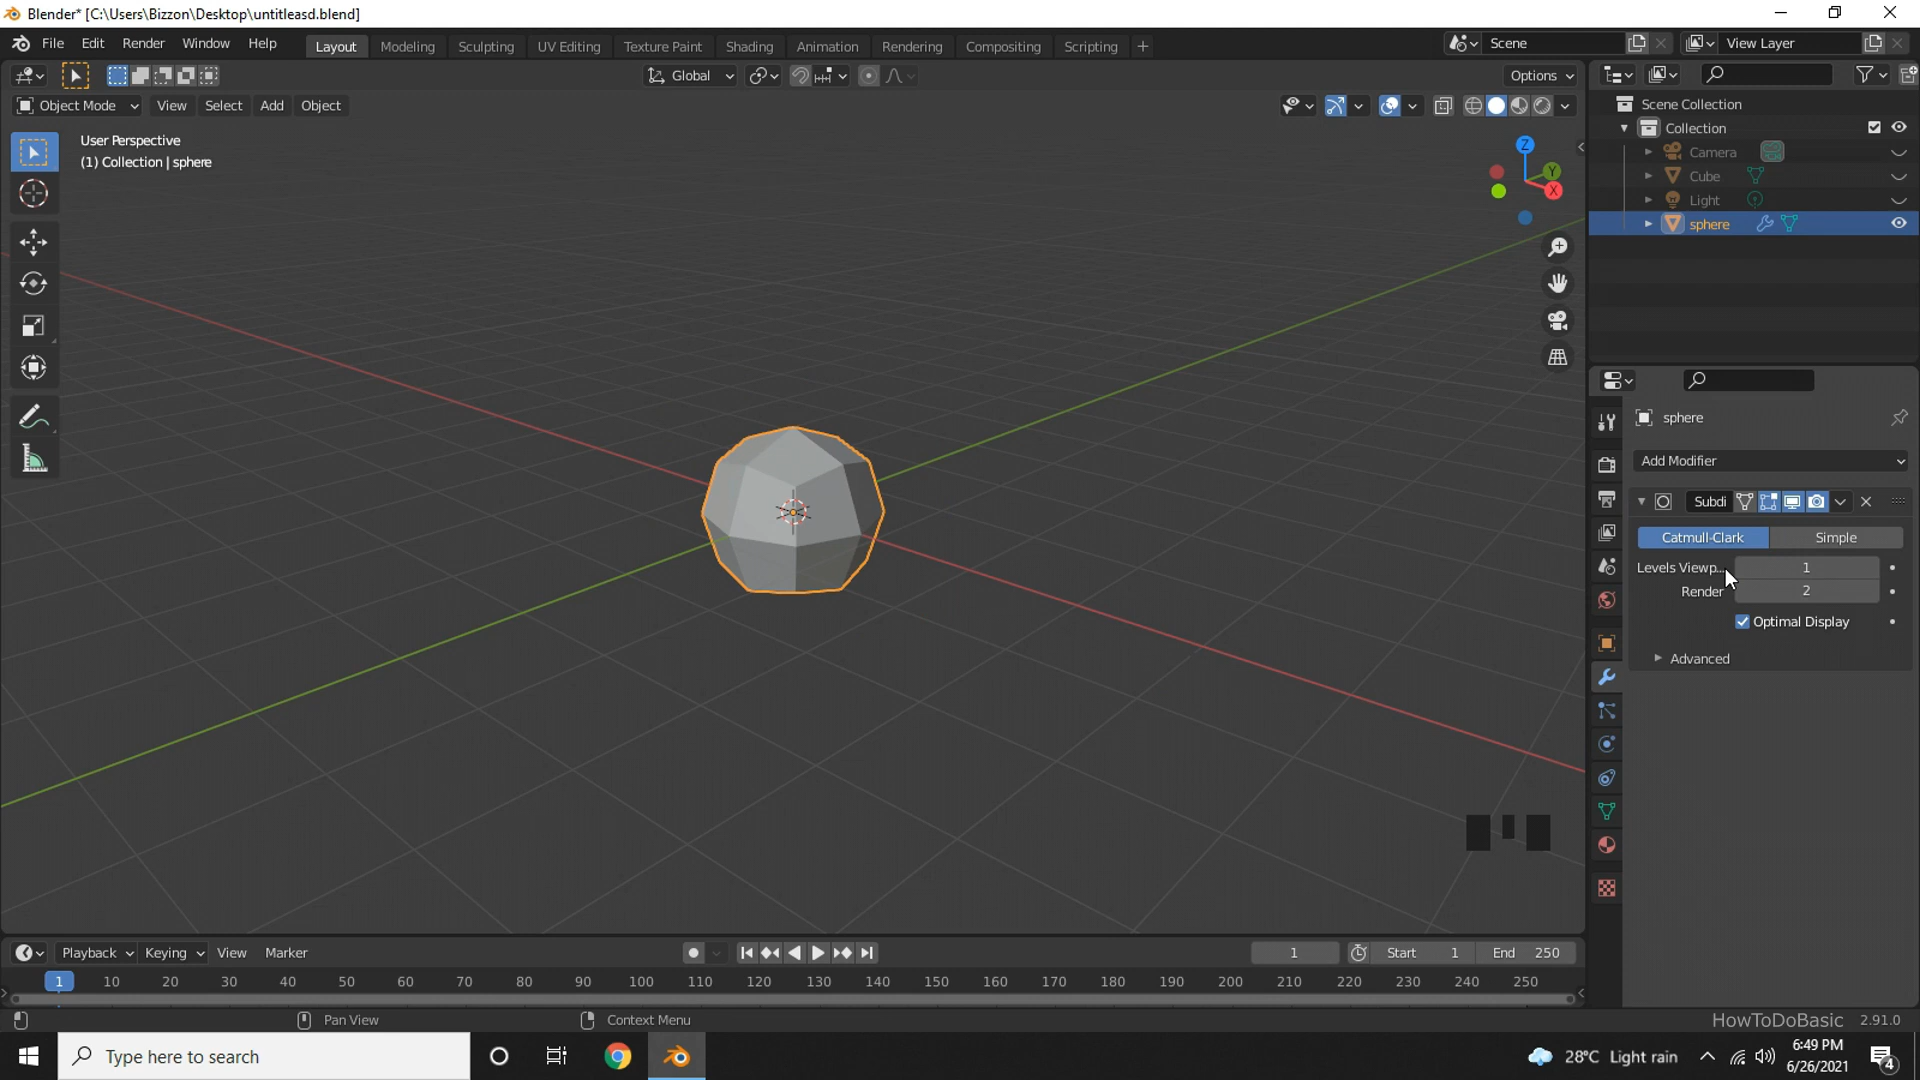 Blender* [C:\Users\Bizzon\Desktop\untitleasd.blend]
File Edit Render Window Help Layout Modeling Sculpting UV Editing Texture Paint Shading Animation Rendering Compositing Scripting + Scene View Layer
Global Options
Object Mode View Select Add Object
User Perspective
(1) Collection | sphere
Z
Y
X
Scene Collection
Collection
Camera
Cube
Light
sphere
sphere
Add Modifier
Subdi
Catmull-Clark Simple
Levels Viewp... 1
Render 2
Optimal Display
Advanced
Playback Keying View Marker 1 Start 1 End 250
1 10 20 30 40 50 60 70 80 90 100 110 120 130 140 150 160 170 180 190 200 210 220 230 240 250
Pan View Context Menu HowToDoBasic 2.91.0
Type here to search 28°C Light rain 6:49 PM
6/26/2021 4